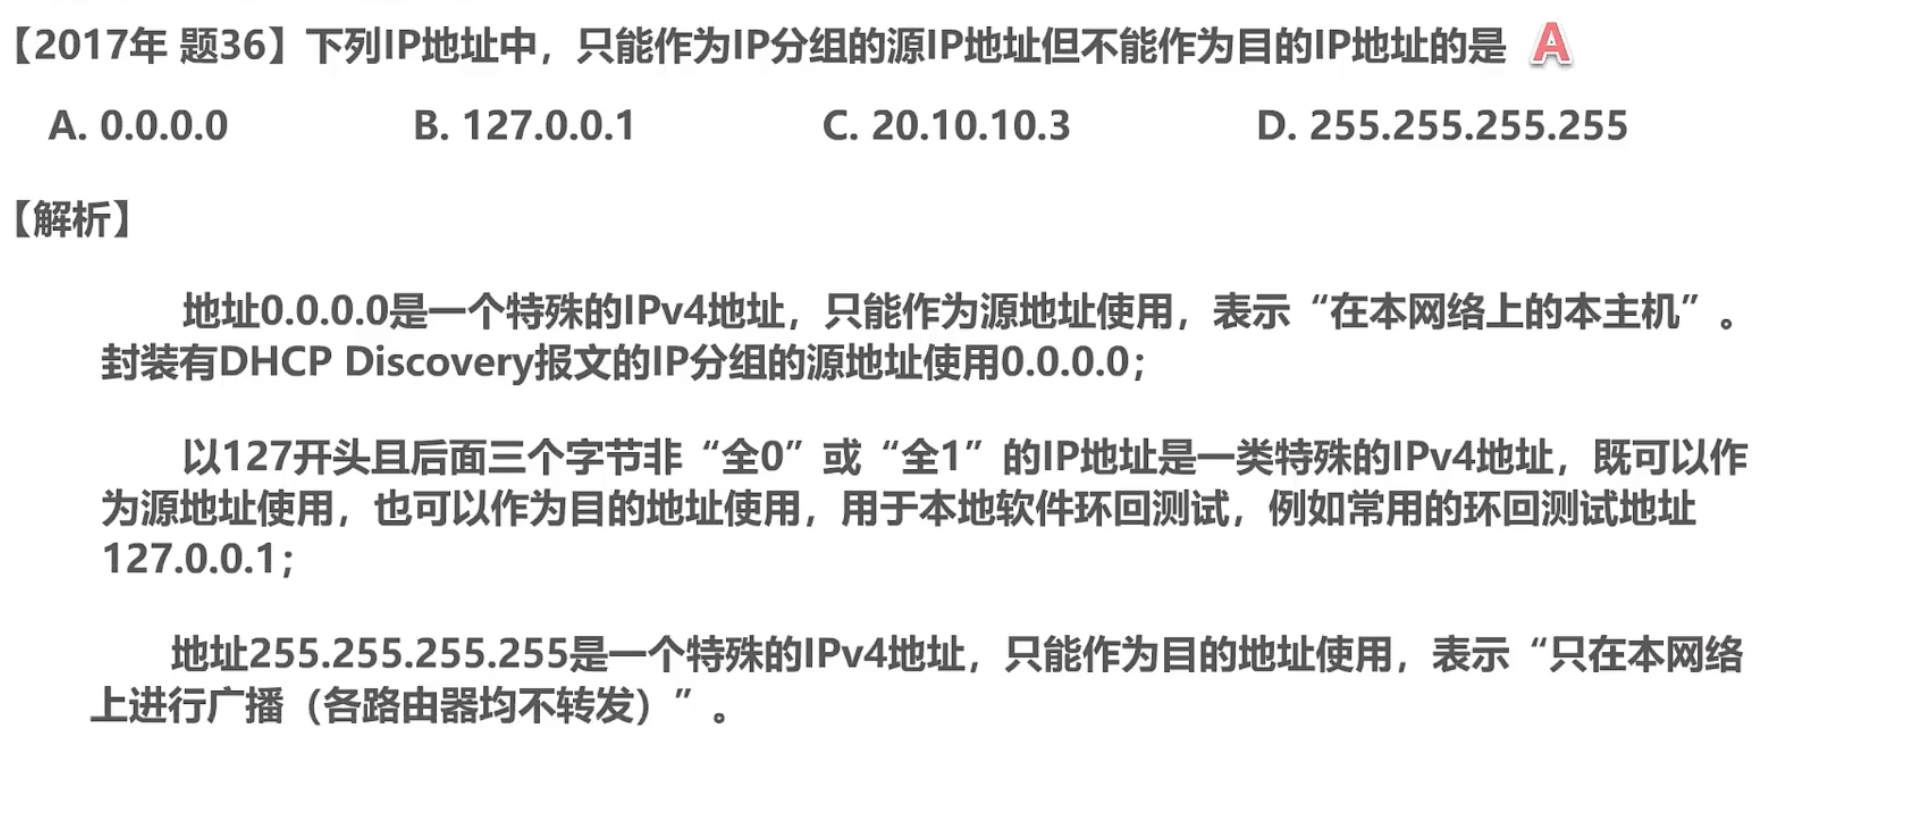 【2017年 题36】下列IP地址中，只能作为IP分组的源IP地址但不能作为目的IP地址的是 A
A. 0.0.0.0 B. 127.0.0.1 C. 20.10.10.3 D. 255.255.255.255
【解析】
地址0.0.0.0是一个特殊的IPv4地址，只能作为源地址使用，表示“在本网络上的本主机”。
封装有DHCP Discovery报文的IP分组的源地址使用0.0.0.0；
以127开头且后面三个字节非“全0”或“全1”的IP地址是一类特殊的IPv4地址，既可以作
为源地址使用，也可以作为目的地址使用，用于本地软件环回测试，例如常用的环回测试地址
127.0.0.1；
地址255.255.255.255是一个特殊的IPv4地址，只能作为目的地址使用，表示“只在本网络
上进行广播（各路由器均不转发）”。